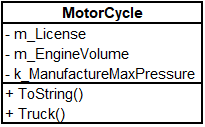 MotorCycle
- m_License
- m_EngineVolume
- k_ManufactureMaxPressure
+ ToString()
+ Truck()